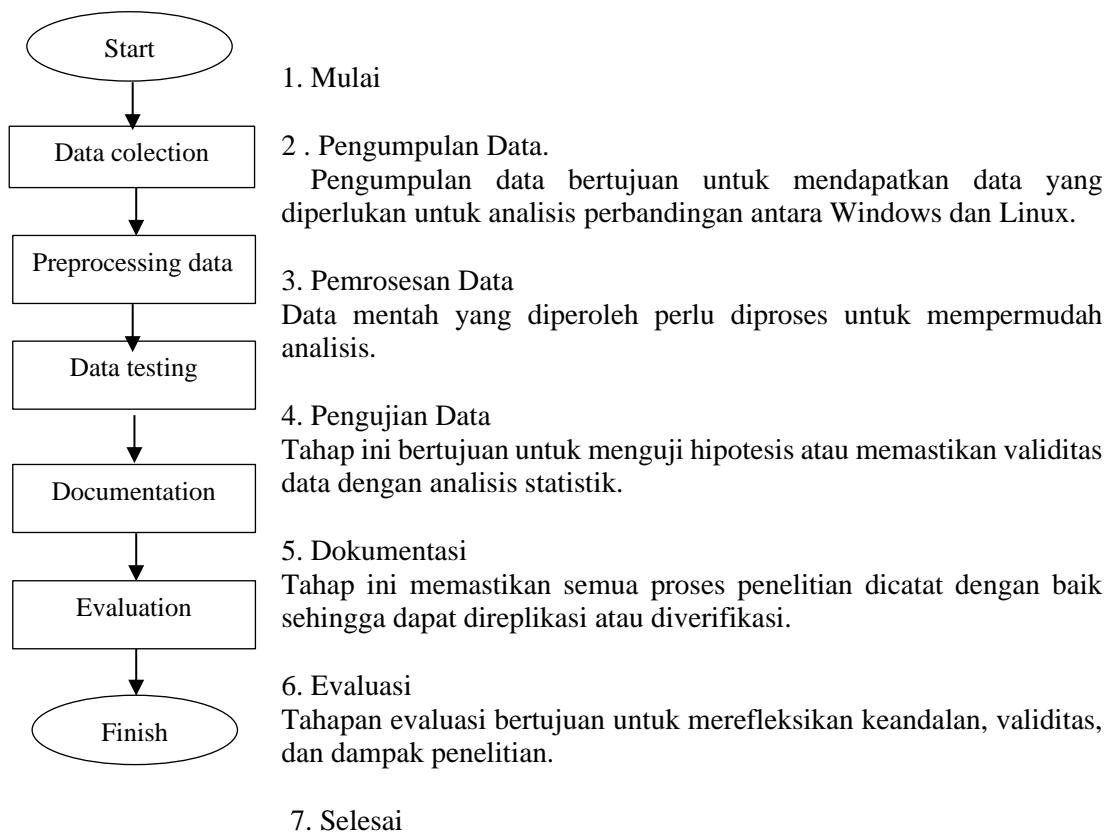 Start
Data colection
Preprocessing data
Data testing
Documentation
Evaluation
Finish
1. Mulai
2 . Pengumpulan Data.
Pengumpulan data bertujuan untuk mendapatkan data yang
diperlukan untuk analisis perbandingan antara Windows dan Linux.
3. Pemrosesan Data
Data mentah yang diperoleh perlu diproses untuk mempermudah
analisis.
4. Pengujian Data
Tahap ini bertujuan untuk menguji hipotesis atau memastikan validitas
data dengan analisis statistik.
5. Dokumentasi
Tahap ini memastikan semua proses penelitian dicatat dengan baik
sehingga dapat direplikasi atau diverifikasi.
6. Evaluasi
Tahapan evaluasi bertujuan untuk merefleksikan keandalan, validitas,
dan dampak penelitian.
7. Selesai